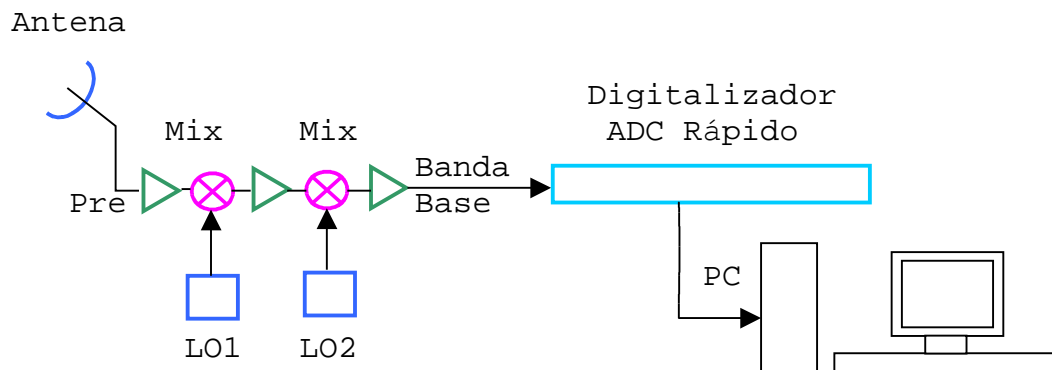 Antena
Digitalizador
ADC Rápido
Mix
Mix
Banda
Base
Pre
PC
LO1
LO2